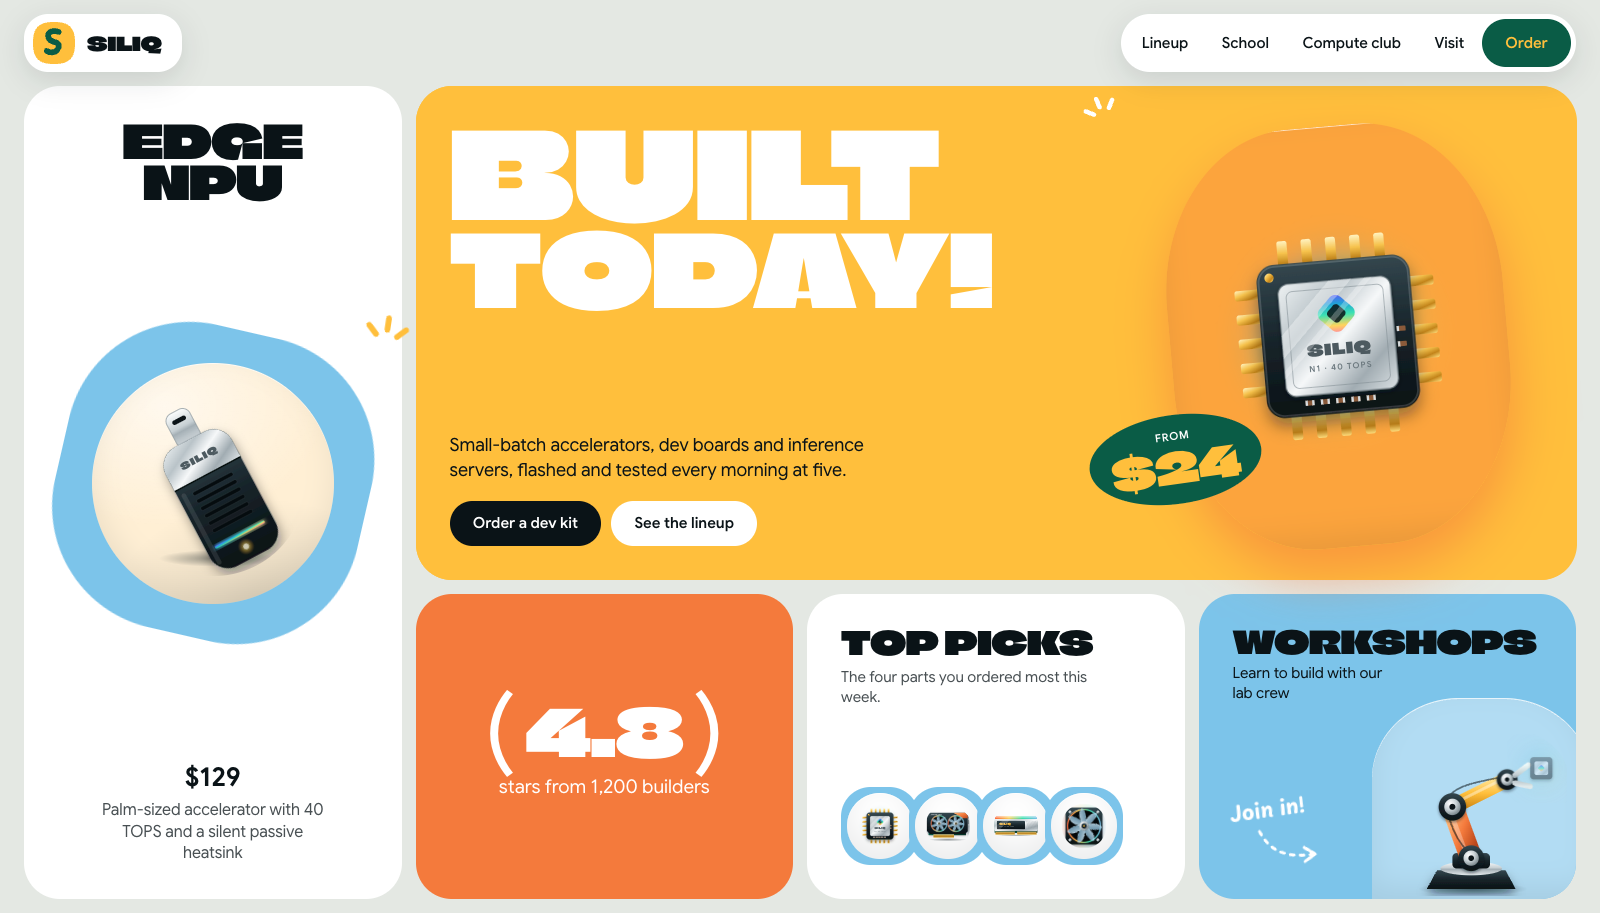 S SILIQ
Lineup School Compute club Visit Order
EDGE
NPU
SILIQ
$129
Palm-sized accelerator with 40
TOPS and a silent passive
heatsink
BUILT
TODAY!
Small-batch accelerators, dev boards and inference
servers, flashed and tested every morning at five.
Order a dev kit See the lineup
SILIQ
N1 · 40 TOPS
FROM
$24
(4.8)
stars from 1,200 builders
TOP PICKS
The four parts you ordered most this
week.
WORKSHOPS
Learn to build with our
lab crew
Join in!